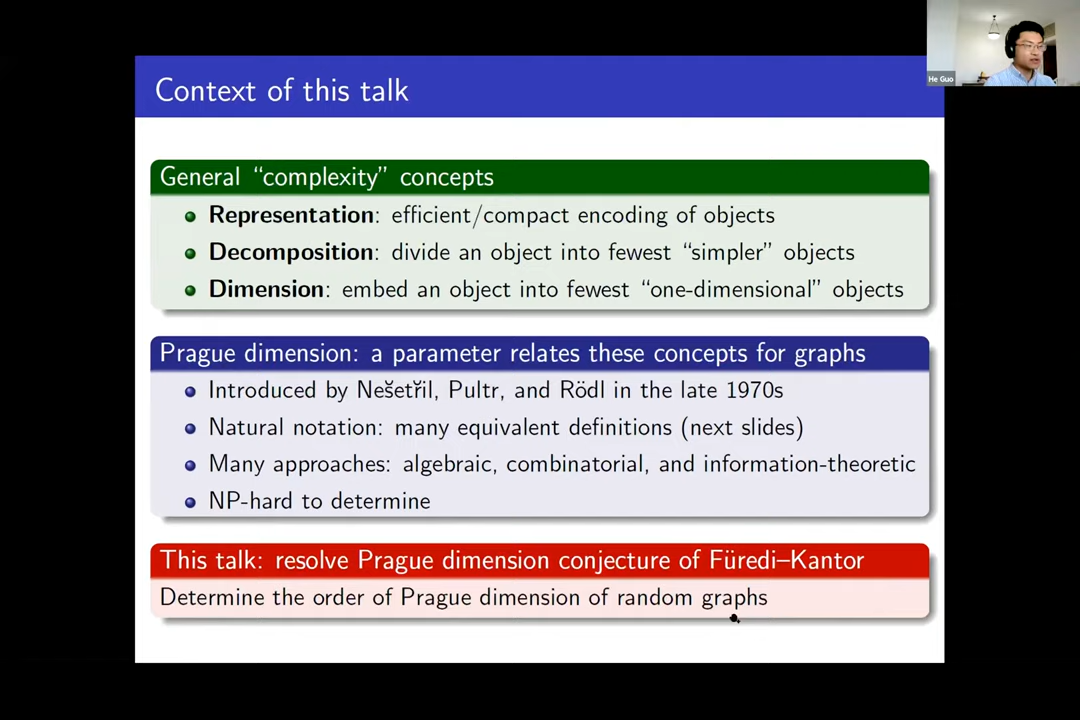 He Guo
Context of this talk
General “complexity” concepts
Representation: efficient/compact encoding of objects
Decomposition: divide an object into fewest “simpler” objects
Dimension: embed an object into fewest “one-dimensional” objects
Prague dimension: a parameter relates these concepts for graphs
Introduced by Nes̆etr̆il, Pultr, and Rödl in the late 1970s
Natural notation: many equivalent definitions (next slides)
Many approaches: algebraic, combinatorial, and information-theoretic
NP-hard to determine
This talk: resolve Prague dimension conjecture of Füredi–Kantor
Determine the order of Prague dimension of random graphs